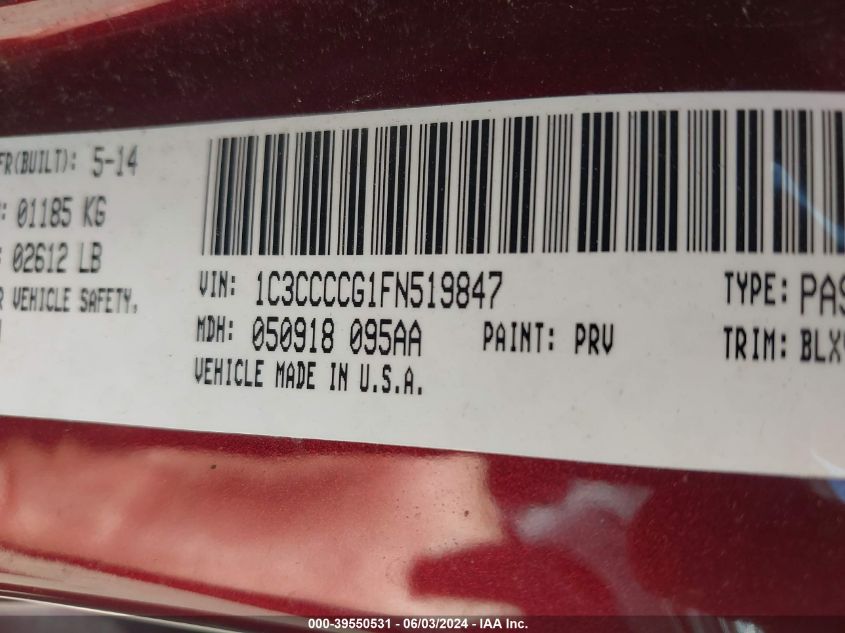 FR(BUILT): 5-14
: 01185 KG
02612 LB
VEHICLE SAFETY,
VIN: 1C3CCCCG1FN519847
TYPE: PAS
MDH: 050918 095AA
PAINT: PRV
TRIM: BLX
VEHICLE MADE IN U.S.A.
000-39550531 - 06/03/2024 - IAA Inc.